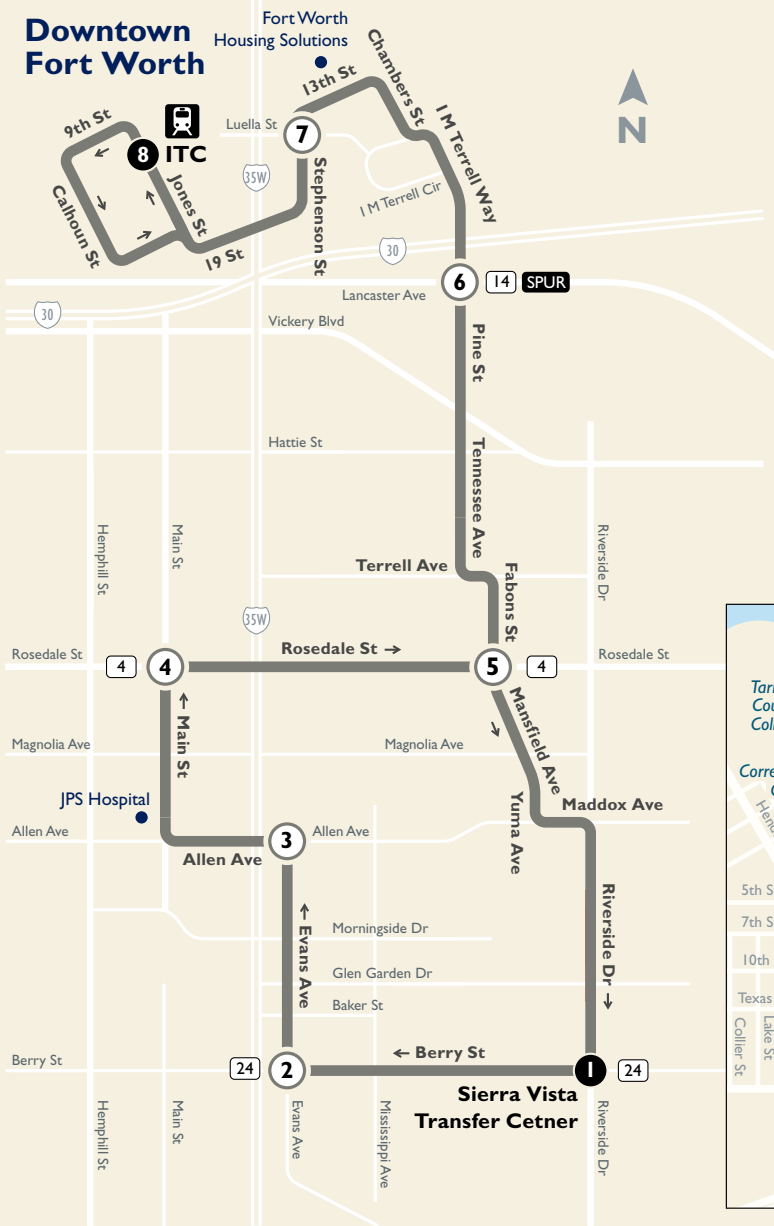 Downtown
Fort Worth
Fort Worth
Housing Solutions
13th St
Chambers St
I M Terrell Way
N
9th St
8
ITC
Luella St
7
35W
Jones St
Stephenson St
I M Terrell Cir
Calhoun St
19 St
30
6
14
SPUR
Lancaster Ave
30
Vickery Blvd
Pine St
Hattie St
Tennessee Ave
Hemphill St
Main St
Riverside Dr
Terrell Ave
Fabons St
35W
Rosedale St
4
4
Rosedale St →
5
4
Rosedale St
Main St
Magnolia Ave
Magnolia Ave
Mansfield Ave
JPS Hospital
Yuma Ave
Maddox Ave
Allen Ave
3
Allen Ave
Allen Ave
Riverside Dr →
Evans Ave
Morningside Dr
Glen Garden Dr
Baker St
Berry St
24
2
← Berry St
1
24
Sierra Vista
Transfer Cetner
Hemphill St
Main St
Evans Ave
Mississippi Ave
Riverside Dr
Tarr
Cou
Coll
Corre
Hend
5th S
7th S
10th
Texas
Collier St
Lake St